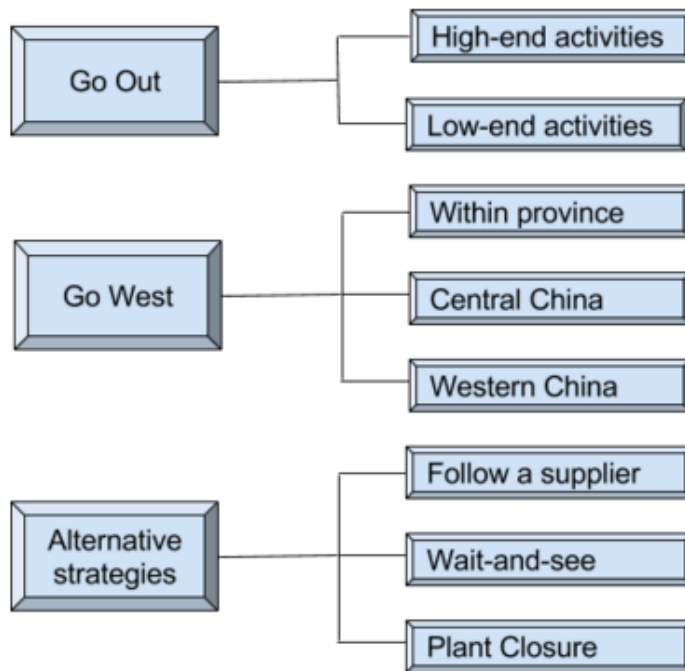 Go Out
High-end activities
Low-end activities
Go West
Within province
Central China
Western China
Alternative
strategies
Follow a supplier
Wait-and-see
Plant Closure